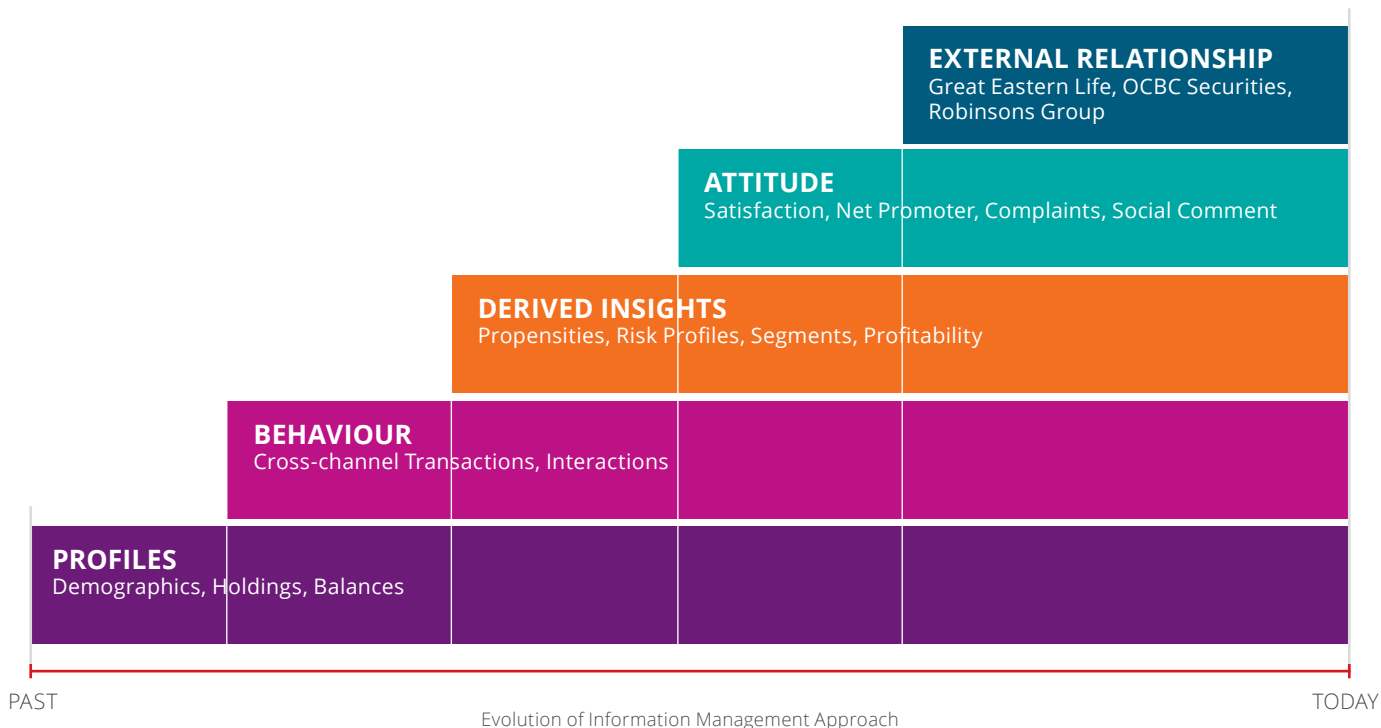 EXTERNAL RELATIONSHIP
Great Eastern Life, OCBC Securities,
Robinsons Group
ATTITUDE
Satisfaction, Net Promoter, Complaints, Social Comment
DERIVED INSIGHTS
Propensities, Risk Profiles, Segments, Profitability
BEHAVIOUR
Cross-channel Transactions, Interactions
PROFILES
Demographics, Holdings, Balances
PAST
TODAY
Evolution of Information Management Approach